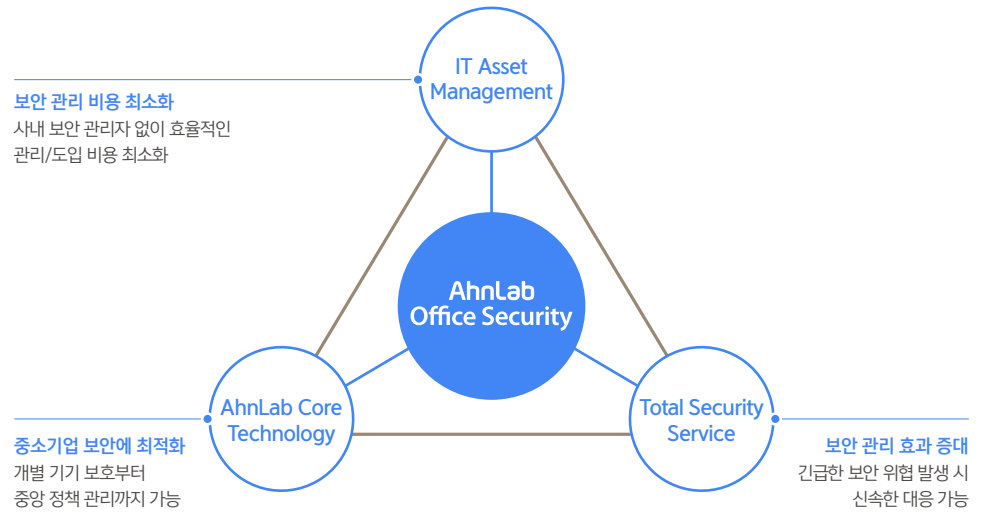 IT Asset
Management
보안 관리 비용 최소화
사내 보안 관리자 없이 효율적인
관리/도입 비용 최소화
AhnLab
Office Security
AhnLab Core
Technology
중소기업 보안에 최적화
개별 기기 보호부터
중앙 정책 관리까지 가능
Total Security
Service
보안 관리 효과 증대
긴급한 보안 위협 발생 시
신속한 대응 가능